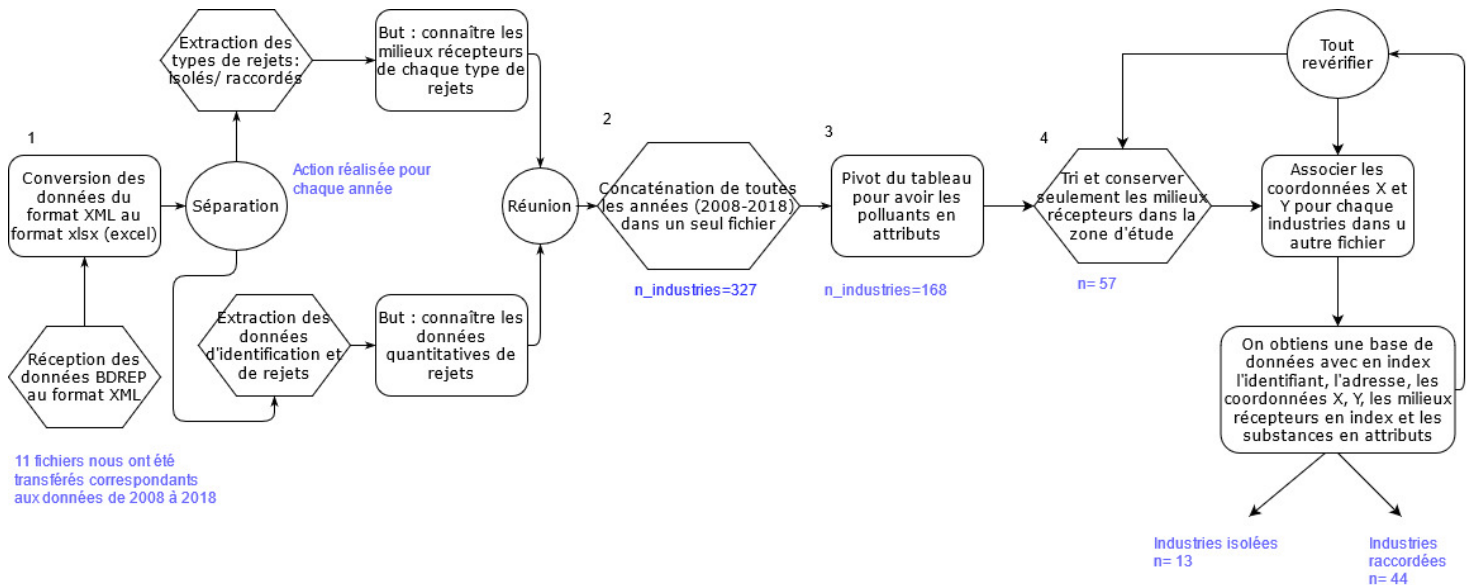 1
Réception des
données BDREP
au format XML
11 fichiers nous ont été
transférés correspondants
aux données de 2008 à 2018
Conversion des
données du
format XML au
format xlsx (excel)
Séparation
Action réalisée pour
chaque année
Extraction des
types de rejets:
isolés/ raccordés
But : connaître les
milieux récepteurs
de chaque type de
rejets
Extraction des
données
d'identification et
de rejets
But : connaître les
données
quantitatives de
rejets
Réunion
2
Concaténation de toutes
les années (2008-2018)
dans un seul fichier
n_industries=327
3
Pivot du tableau
pour avoir les
polluants en
attributs
n_industries=168
4
Tri et conserver
seulement les milieux
récepteurs dans la
zone d'étude
n= 57
Tout
revérifier
Associer les
coordonnées X et
Y pour chaque
industries dans u
autre fichier
On obtiens une base de
données avec en index
l'identifiant, l'adresse, les
coordonnées X, Y, les milieux
récepteurs en index et les
substances en attributs
Industries isolées
n= 13
Industries
raccordées
n= 44